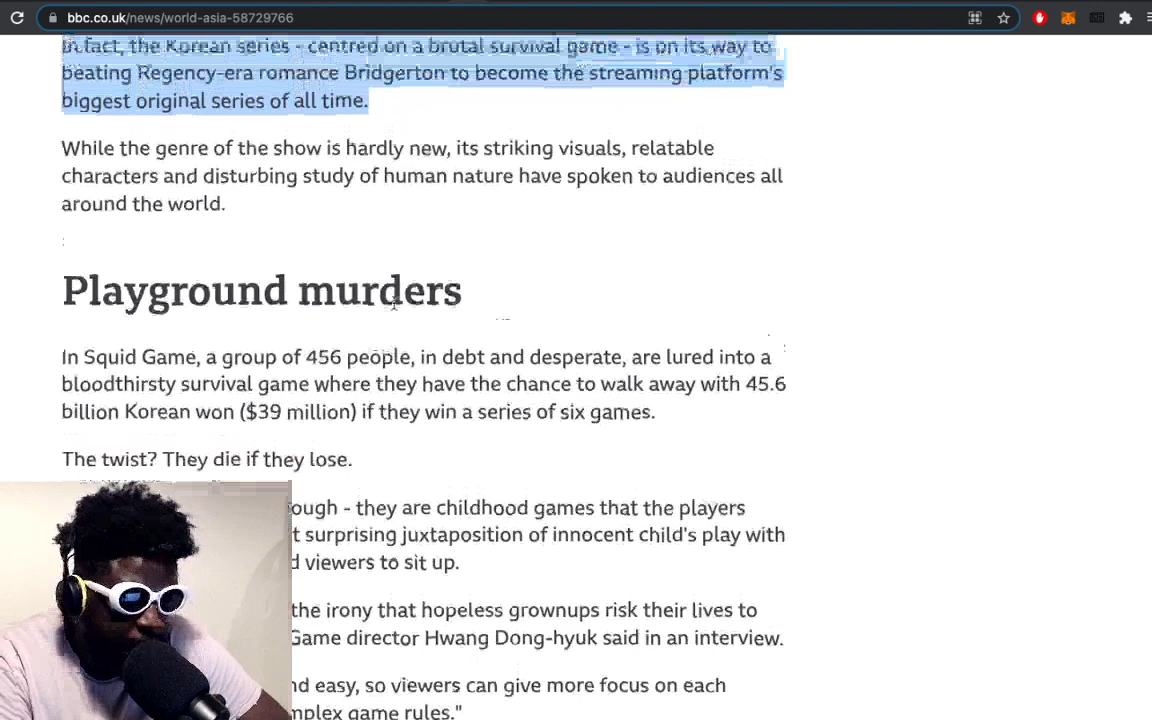 bbc.co.uk/news/world-asia-58729766
In fact, the Korean series - centred on a brutal survival game - is on its way to
beating Regency-era romance Bridgerton to become the streaming platform's
biggest original series of all time.
While the genre of the show is hardly new, its striking visuals, relatable
characters and disturbing study of human nature have spoken to audiences all
around the world.
Playground murders
In Squid Game, a group of 456 people, in debt and desperate, are lured into a
bloodthirsty survival game where they have the chance to walk away with 45.6
billion Korean won ($39 million) if they win a series of six games.
The twist? They die if they lose.
ough - they are childhood games that the players
t surprising juxtaposition of innocent child's play with
d viewers to sit up.
the irony that hopeless grownups risk their lives to
Game director Hwang Dong-hyuk said in an interview.
nd easy, so viewers can give more focus on each
mplex game rules."